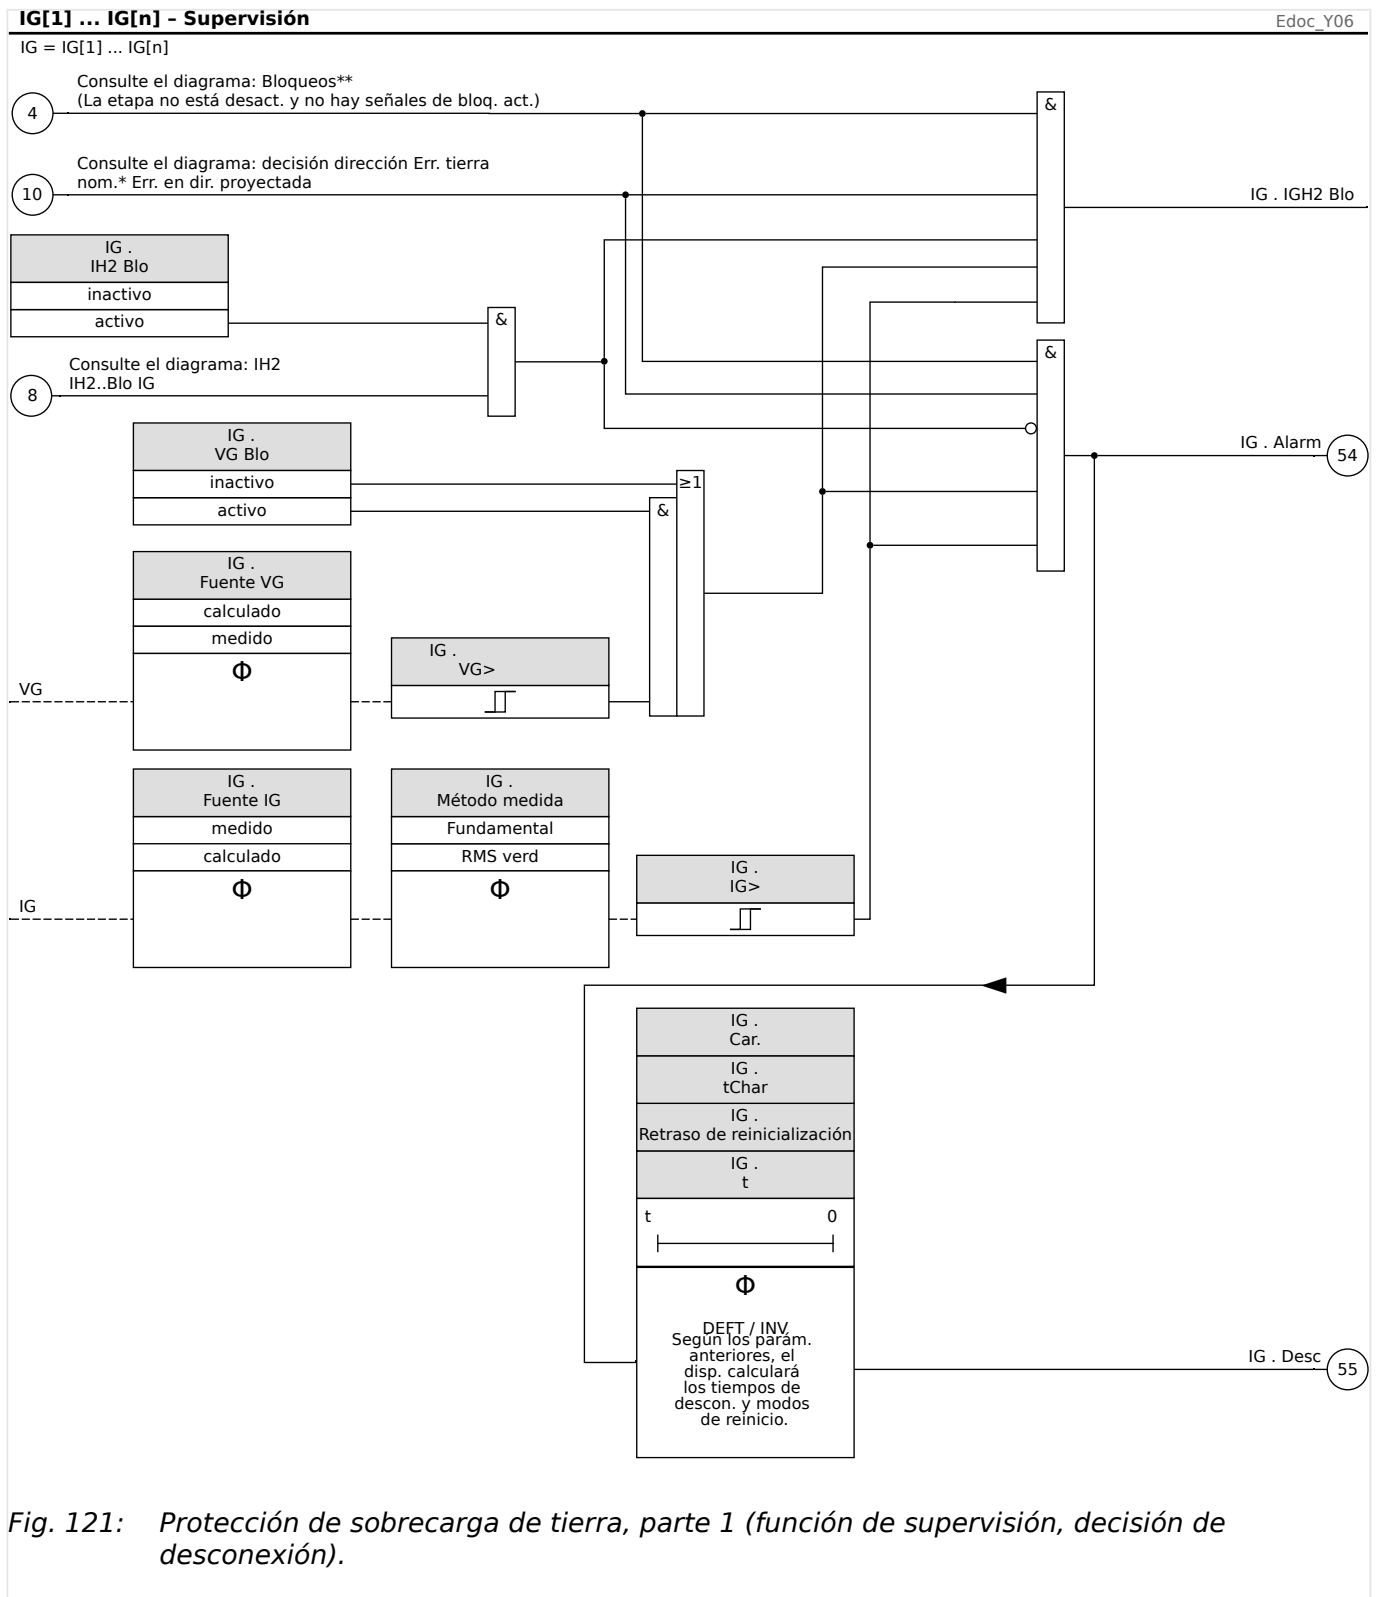 IG[1] ... IG[n] – Supervisión
Edoc_Y06
IG = IG[1] ... IG[n]
Consulte el diagrama: Bloqueos**
(La etapa no está desact. y no hay señales de bloq. act.)
4
&
Consulte el diagrama: decisión dirección Err. tierra
nom.* Err. en dir. proyectada
10
IG . IGH2 Blo
IG .
IH2 Blo
inactivo
activo
&
Consulte el diagrama: IH2
IH2..Blo IG
8
&
IG .
VG Blo
inactivo
activo
≥1
&
IG . Alarm
54
IG .
Fuente VG
calculado
medido
Φ
VG
IG .
VG>
IG .
Fuente IG
medido
calculado
Φ
IG
IG .
Método medida
Fundamental
RMS verd
Φ
IG .
IG>
IG .
Car.
IG .
tChar
IG .
Retraso de reinicialización
IG .
t
t 0
Φ
DEFT / INV
Según los parám.
anteriores, el
disp. calculará
los tiempos de
descon. y modos
de reinicio.
IG . Desc
55
Fig. 121: Protección de sobrecarga de tierra, parte 1 (función de supervisión, decisión de
desconexión).